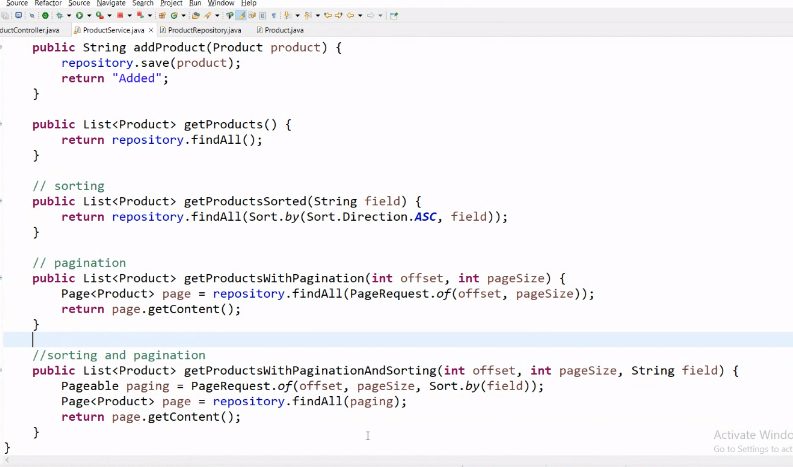 Source Refactor Source Navigate Search Project Run Window Help
ductController.java ProductService.java ProductRepository.java Product.java
public String addProduct(Product product) {
repository.save(product);
return "Added";
}
public List<Product> getProducts() {
return repository.findAll();
}
// sorting
public List<Product> getProductsSorted(String field) {
return repository.findAll(Sort.by(Sort.Direction.ASC, field));
}
// pagination
public List<Product> getProductsWithPagination(int offset, int pageSize) {
Page<Product> page = repository.findAll(PageRequest.of(offset, pageSize));
return page.getContent();
}
//sorting and pagination
public List<Product> getProductsWithPaginationAndSorting(int offset, int pageSize, String field) {
Pageable paging = PageRequest.of(offset, pageSize, Sort.by(field));
Page<Product> page = repository.findAll(paging);
return page.getContent();
}
}
Activate Windo
Go to Settings to act